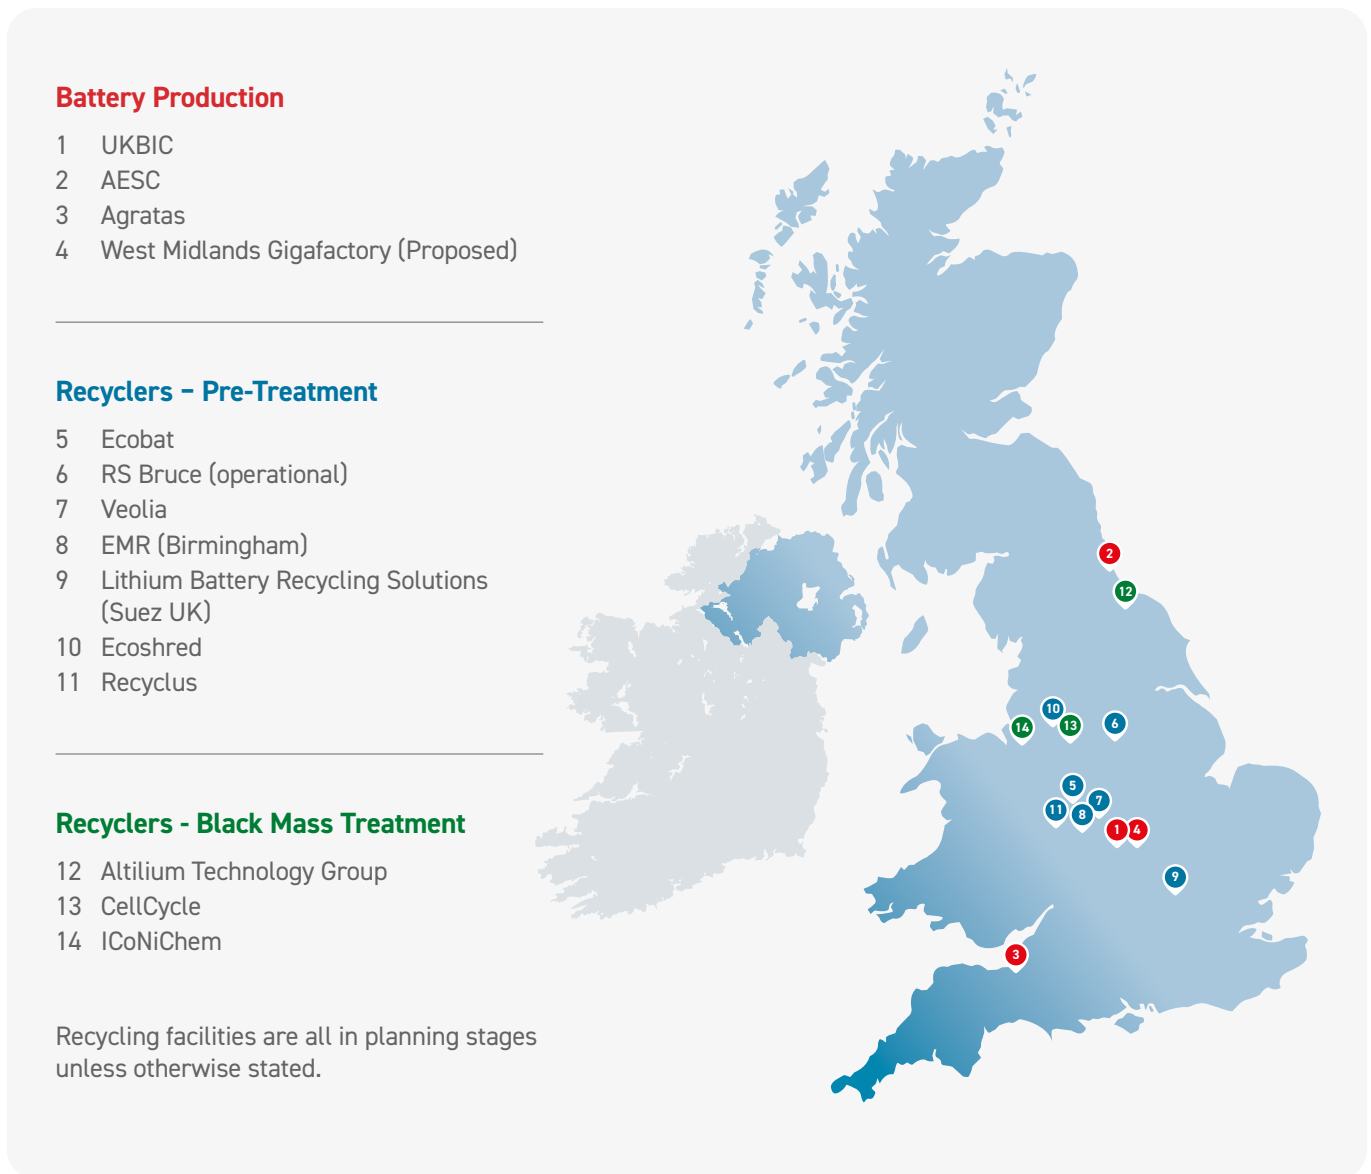 Battery Production
1 UKBIC
2 AESC
3 Agratas
4 West Midlands Gigafactory (Proposed)
Recyclers – Pre-Treatment
5 Ecobat
6 RS Bruce (operational)
7 Veolia
8 EMR (Birmingham)
9 Lithium Battery Recycling Solutions
(Suez UK)
10 Ecoshred
11 Recyclus
Recyclers - Black Mass Treatment
12 Altilium Technology Group
13 CellCycle
14 ICoNiChem
Recycling facilities are all in planning stages
unless otherwise stated.
2
12
10
14
13
6
5
7
11
8
1
4
9
3